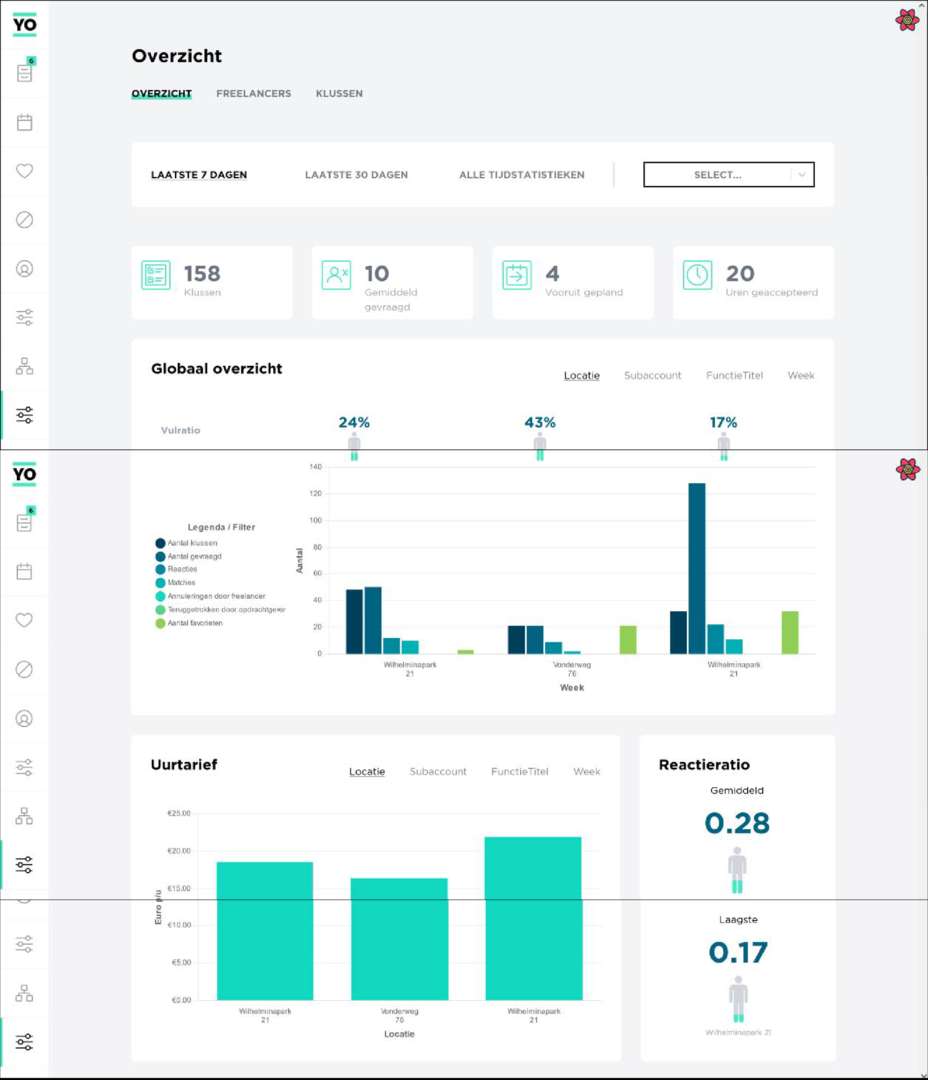 YO
6
Overzicht
OVERZICHT FREELANCERS KLUSSEN
LAATSTE 7 DAGEN LAATSTE 30 DAGEN ALLE TIJDSTATISTIEKEN SELECT...
158
Klussen
10
Gemiddeld
gevraagd
4
Vooruit gepland
20
Uren geaccepteerd
Globaal overzicht
Locatie Subaccount FunctieTitel Week
Vulratio 24% 43% 17%
YO
6
Legenda / Filter
Aantal klussen
Aantal gevraagd
Reacties
Matches
Annuleringen door freelancer
Teruggetrokken door opdrachtgever
Aantal favorieten
Aantal
140
120
100
80
60
40
20
0
Wilhelminapark
21
Vonderweg
76
Wilhelminapark
21
Week
Uurtarief
Locatie Subaccount FunctieTitel Week
Euro p/u
€25.00
€20.00
€15.00
€10.00
€5.00
€0.00
Wilhelminapark
21
Vonderweg
76
Wilhelminapark
21
Locatie
Reactieratio
Gemiddeld
0.28
Laagste
0.17
Wilhelminapark 21